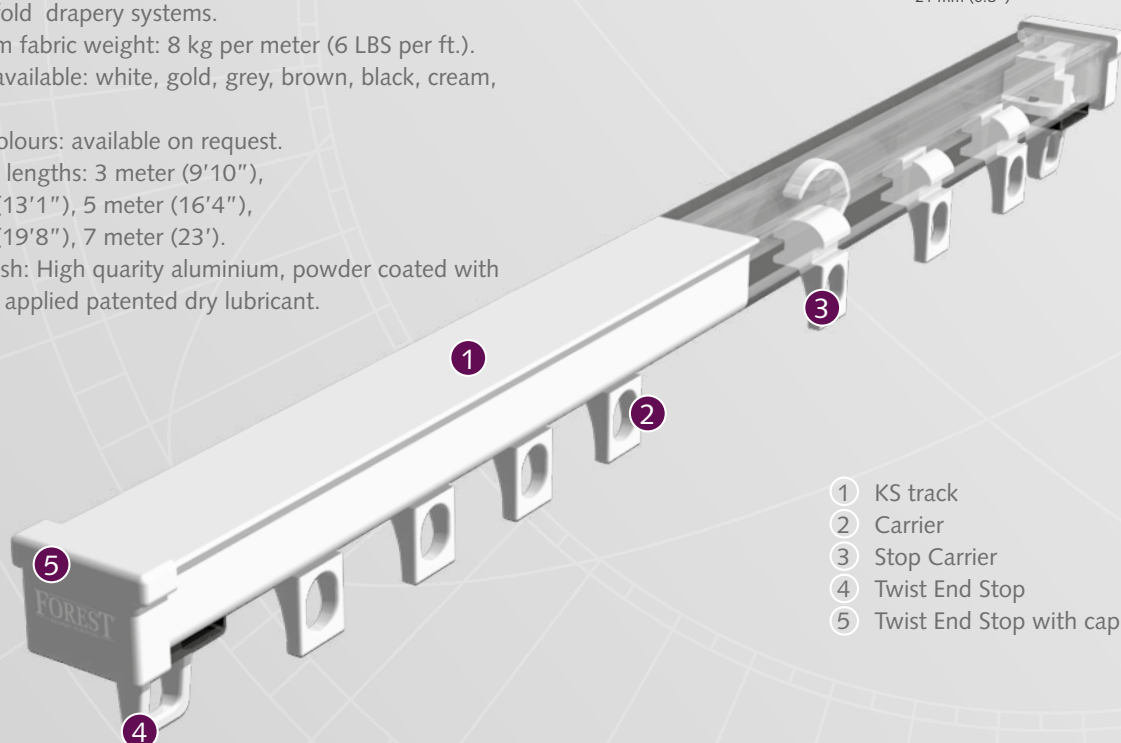 fold drapery systems.
m fabric weight: 8 kg per meter (6 LBS per ft.).
available: white, gold, grey, brown, black, cream,
olours: available on request.
lengths: 3 meter (9’10”),
(13’1”), 5 meter (16’4”),
(19’8”), 7 meter (23’).
sh: High quarity aluminium, powder coated with
applied patented dry lubricant.
1
2
3
5
FOREST
4
1 KS track
2 Carrier
3 Stop Carrier
4 Twist End Stop
5 Twist End Stop with cap